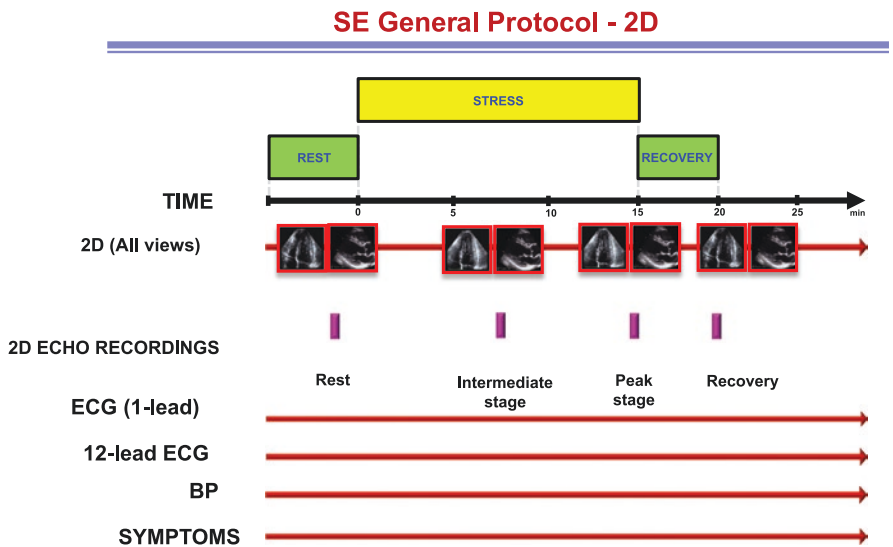 SE General Protocol - 2D
STRESS
REST
RECOVERY
TIME
0
5
10
15
20
25
min
2D (All views)
2D ECHO RECORDINGS
Rest
Intermediate
stage
Peak
stage
Recovery
ECG (1-lead)
12-lead ECG
BP
SYMPTOMS